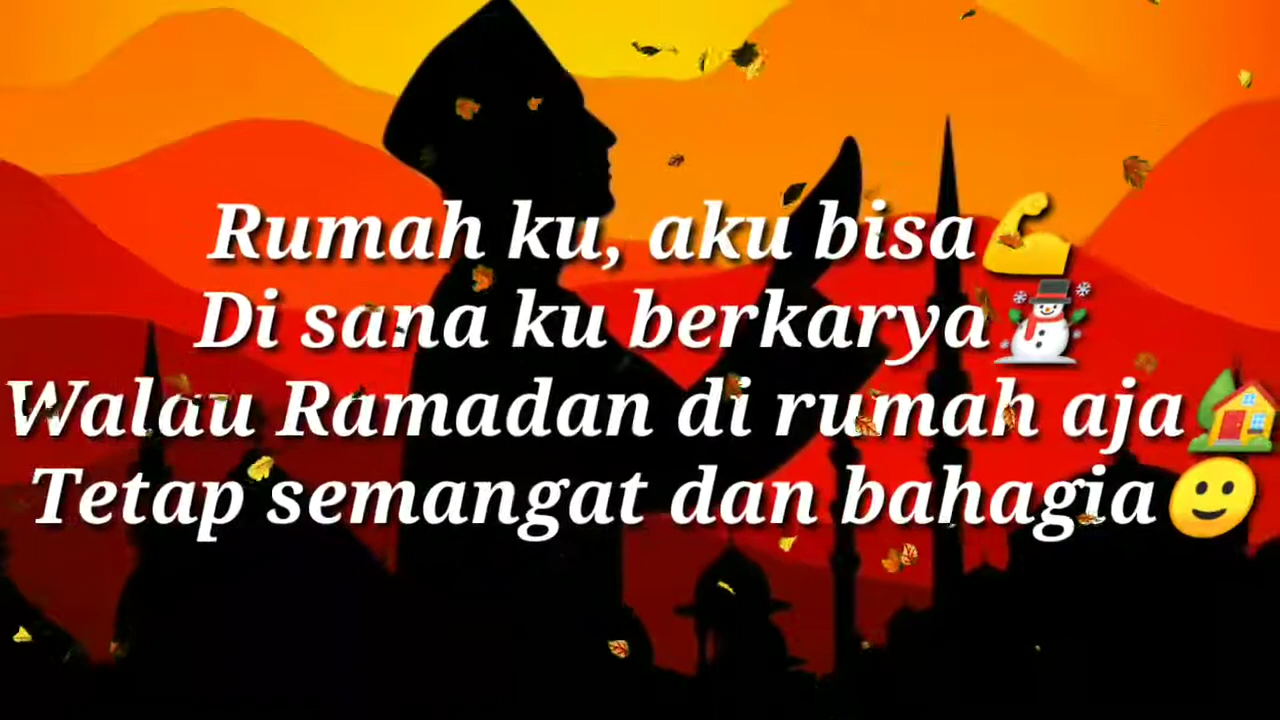 Rumah ku, aku bisa💪
Di sana ku berkarya☃️
Walau Ramadan di rumah aja🏡
Tetap semangat dan bahagia🙂